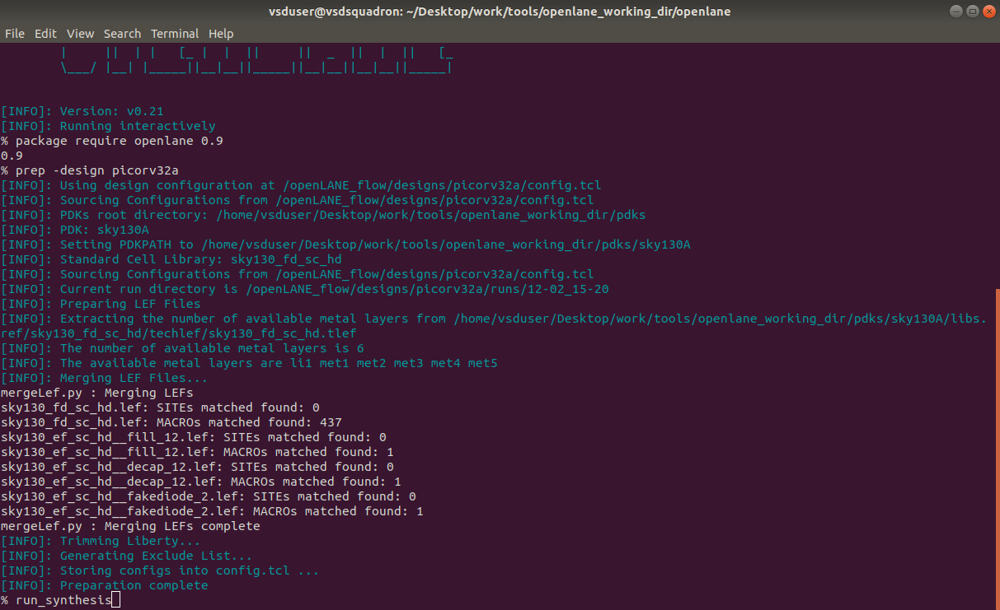 vsduser@vsdsquadron: ~/Desktop/work/tools/openlane_working_dir/openlane
File Edit View Search Terminal Help
[INFO]: Version: v0.21
[INFO]: Running interactively
% package require openlane 0.9
0.9
% prep -design picorv32a
[INFO]: Using design configuration at /openLANE_flow/designs/picorv32a/config.tcl
[INFO]: Sourcing Configurations from /openLANE_flow/designs/picorv32a/config.tcl
[INFO]: PDKs root directory: /home/vsduser/Desktop/work/tools/openlane_working_dir/pdks
[INFO]: PDK: sky130A
[INFO]: Setting PDKPATH to /home/vsduser/Desktop/work/tools/openlane_working_dir/pdks/sky130A
[INFO]: Standard Cell Library: sky130_fd_sc_hd
[INFO]: Sourcing Configurations from /openLANE_flow/designs/picorv32a/config.tcl
[INFO]: Current run directory is /openLANE_flow/designs/picorv32a/runs/12-02_15-20
[INFO]: Preparing LEF Files
[INFO]: Extracting the number of available metal layers from /home/vsduser/Desktop/work/tools/openlane_working_dir/pdks/sky130A/libs.
ref/sky130_fd_sc_hd/techlef/sky130_fd_sc_hd.tlef
[INFO]: The number of available metal layers is 6
[INFO]: The available metal layers are li1 met1 met2 met3 met4 met5
[INFO]: Merging LEF Files...
mergeLef.py : Merging LEFs
sky130_fd_sc_hd.lef: SITEs matched found: 0
sky130_fd_sc_hd.lef: MACROs matched found: 437
sky130_ef_sc_hd__fill_12.lef: SITEs matched found: 0
sky130_ef_sc_hd__fill_12.lef: MACROs matched found: 1
sky130_ef_sc_hd__decap_12.lef: SITEs matched found: 0
sky130_ef_sc_hd__decap_12.lef: MACROs matched found: 1
sky130_ef_sc_hd__fakediode_2.lef: SITEs matched found: 0
sky130_ef_sc_hd__fakediode_2.lef: MACROs matched found: 1
mergeLef.py : Merging LEFs complete
[INFO]: Trimming Liberty...
[INFO]: Generating Exclude List...
[INFO]: Storing configs into config.tcl ...
[INFO]: Preparation complete
% run_synthesis